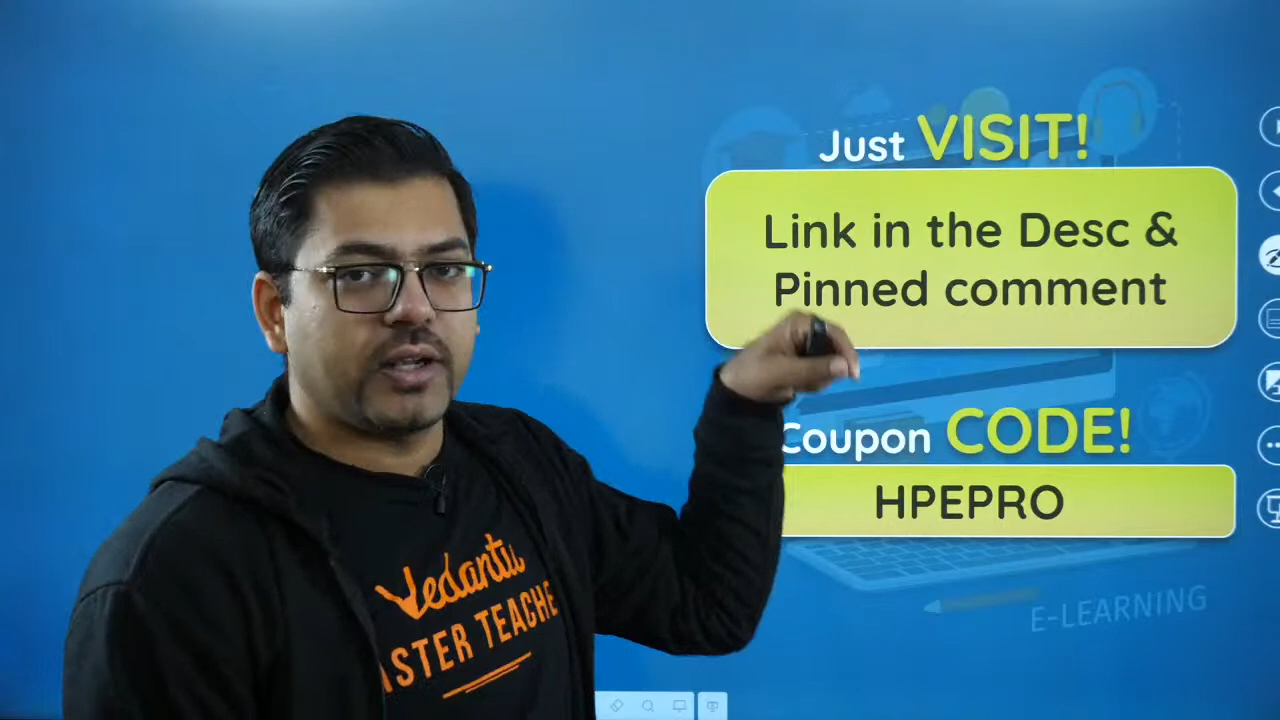 Just VISIT!
Link in the Desc &
Pinned comment
Coupon CODE!
HPEPRO
E-LEARNING
Vedantu
ASTER TEACHE